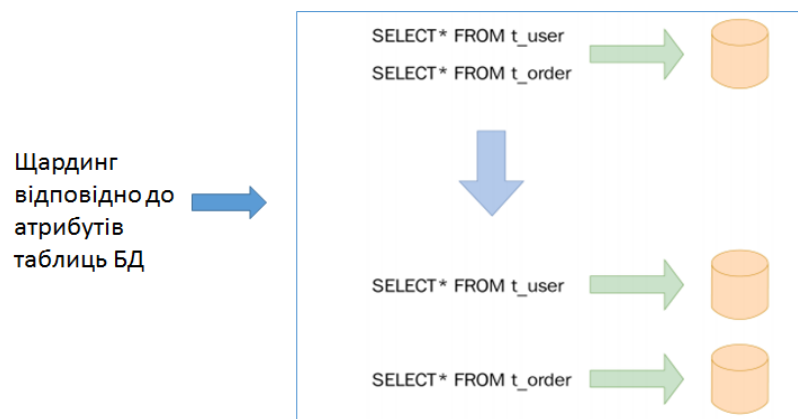 SELECT* FROM t_user
SELECT* FROM t_order
Щардинг
відповідно до
атрибутів
таблиць БД
SELECT* FROM t_user
SELECT* FROM t_order